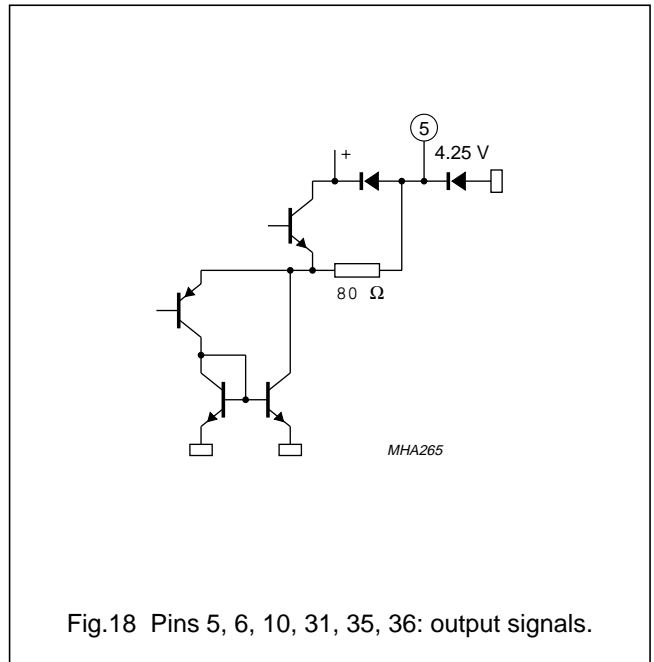 5
4.25 V
+
80 Ω
MHA265
Fig.18 Pins 5, 6, 10, 31, 35, 36: output signals.